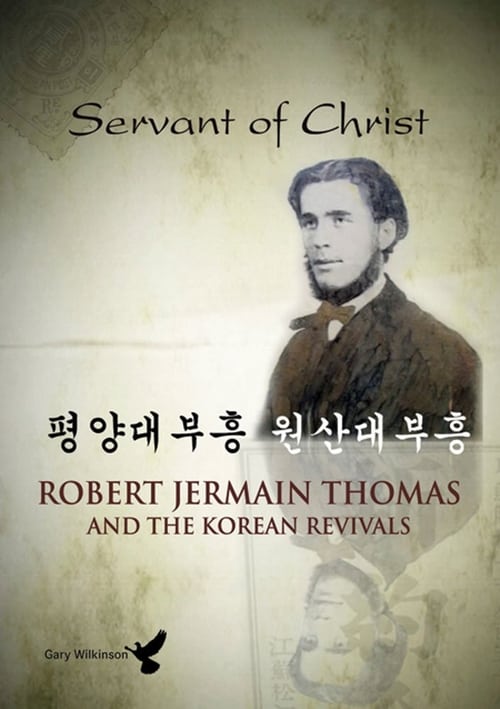 Servant of Christ
평양대부흥 원산대부흥
ROBERT JERMAIN THOMAS
AND THE KOREAN REVIVALS
Gary Wilkinson